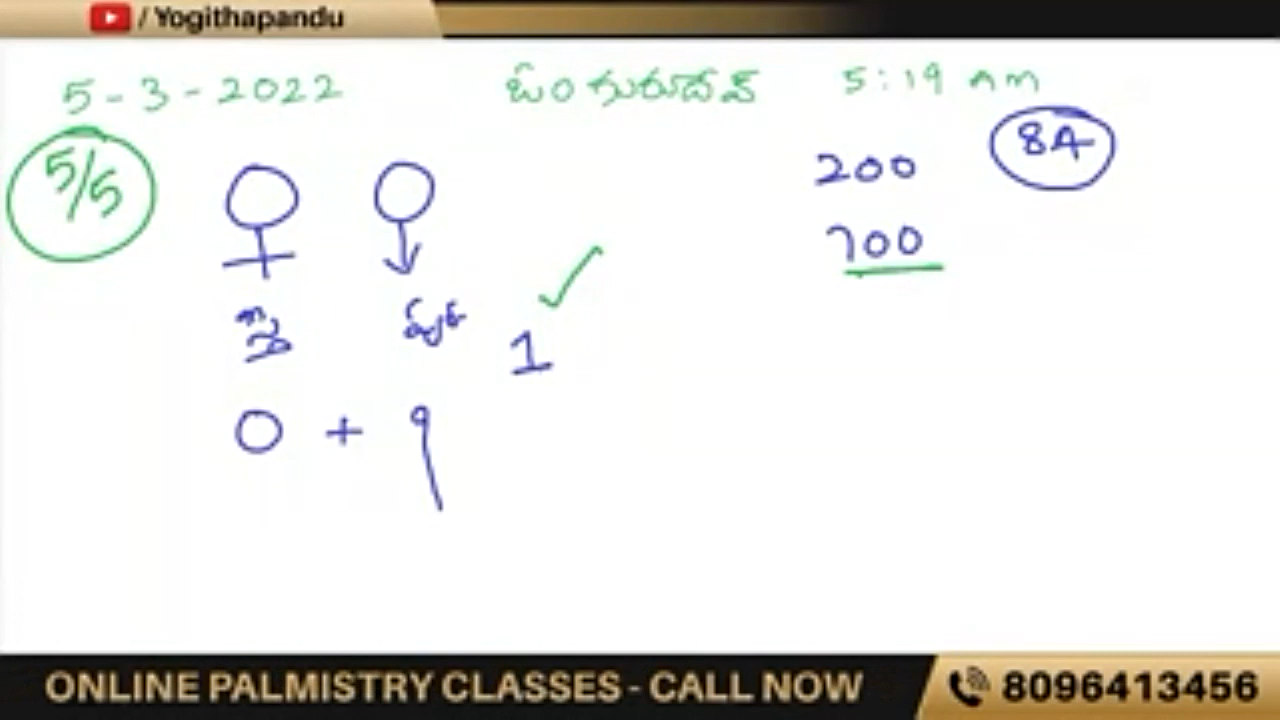 / Yogithapandu
5-3-2022 ఓం గురుదేవ్ 5:19 AM
5/5 200 84
700
స్త్రీ
1
0 + 9
ONLINE PALMISTRY CLASSES - CALL NOW 8096413456